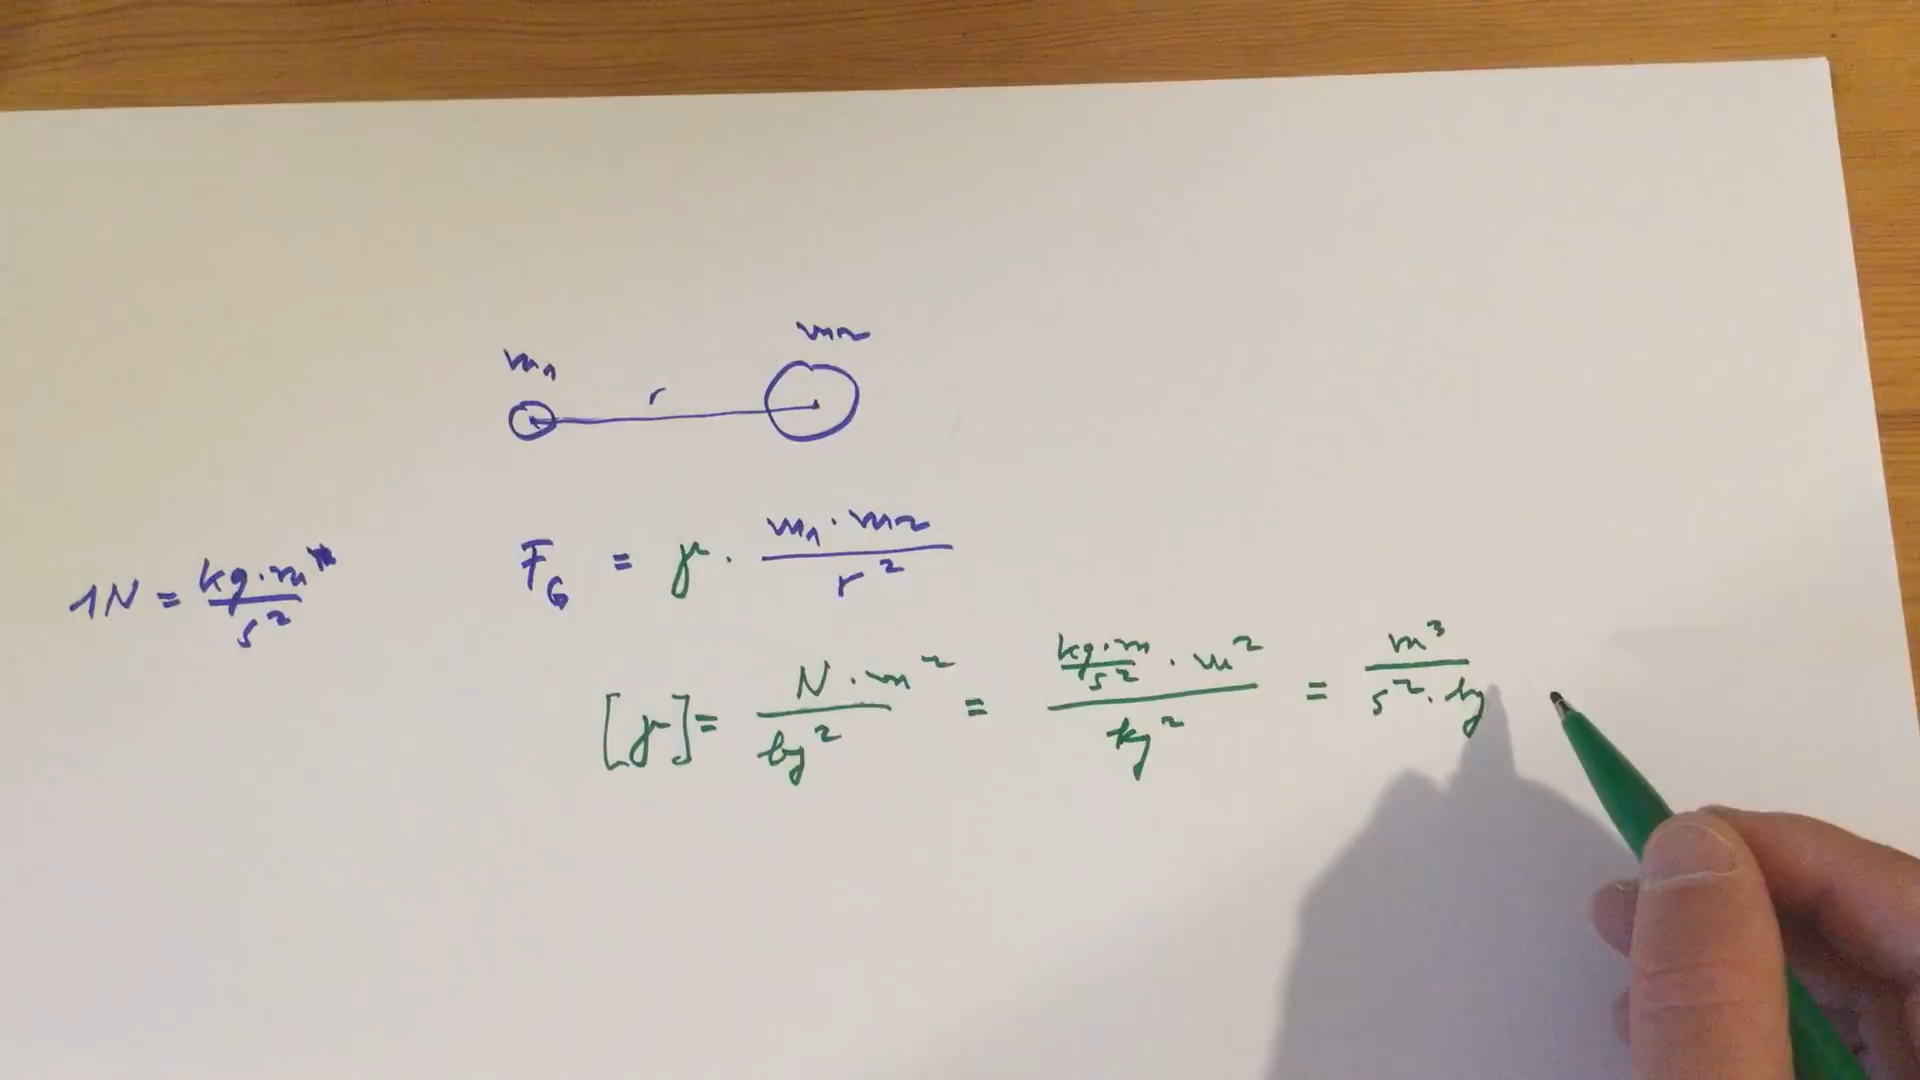 m₁ m₂
r
F_G = γ · (m₁ · m₂) / r²
1N = (kg · m) / s²
[γ] = (N · m²) / kg² = ((kg · m) / s² · m²) / kg² = m³ / (s² · kg)